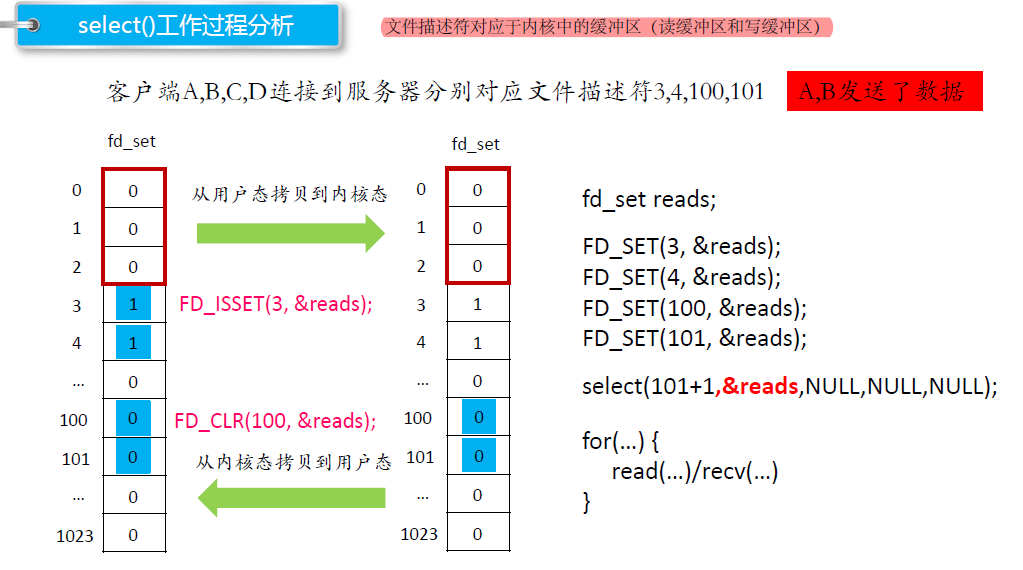 select()工作过程分析
文件描述符对应于内核中的缓冲区（读缓冲区和写缓冲区）
客户端A,B,C,D连接到服务器分别对应文件描述符3,4,100,101
A,B发送了数据
fd_set
0 0
1 0
2 0
3 1
4 1
... 0
100 0
101 0
... 0
1023 0
从用户态拷贝到内核态
FD_ISSET(3, &reads);
FD_CLR(100, &reads);
从内核态拷贝到用户态
fd_set
0 0
1 0
2 0
3 1
4 1
... 0
100 0
101 0
... 0
1023 0
fd_set reads;
FD_SET(3, &reads);
FD_SET(4, &reads);
FD_SET(100, &reads);
FD_SET(101, &reads);
select(101+1,&reads,NULL,NULL,NULL);
for(...) {
read(...)/recv(...)
}